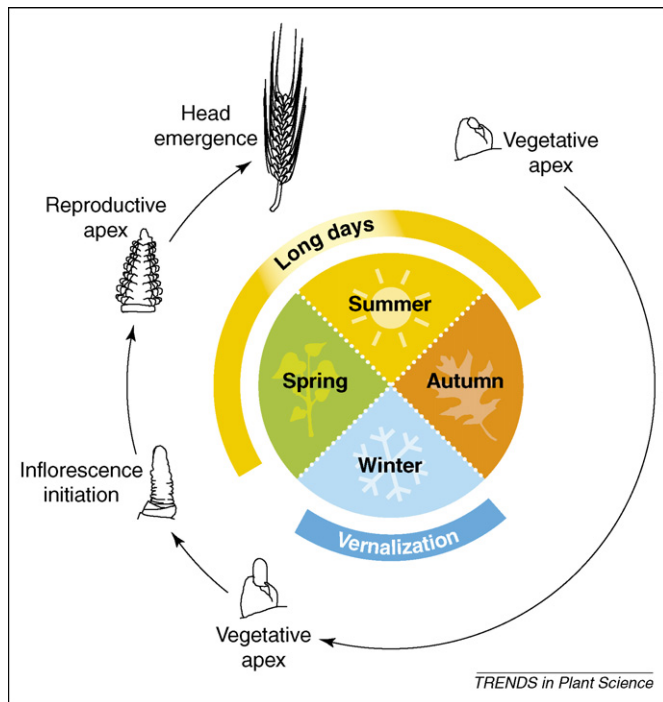 Head
emergence
Vegetative
apex
Reproductive
apex
Long days
Summer
Spring
Autumn
Winter
Inflorescence
initiation
Vernalization
Vegetative
apex
TRENDS in Plant Science